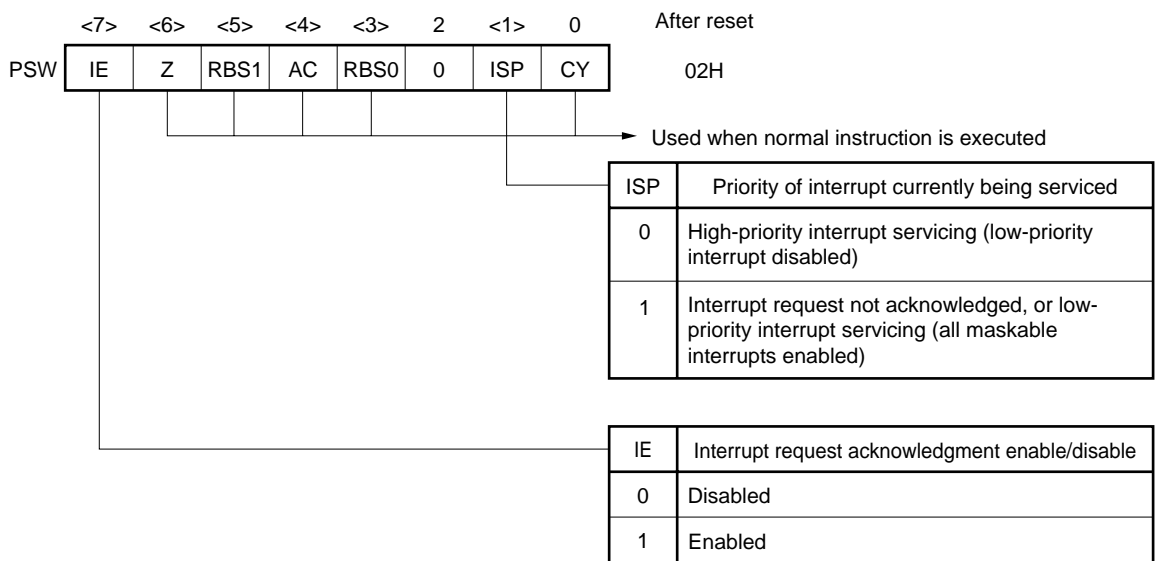 <7> <6> <5> <4> <3> 2 <1> 0 After reset
PSW IE Z RBS1 AC RBS0 0 ISP CY 02H
Used when normal instruction is executed
ISP Priority of interrupt currently being serviced
0 High-priority interrupt servicing (low-priority
interrupt disabled)
1 Interrupt request not acknowledged, or low-
priority interrupt servicing (all maskable
interrupts enabled)
IE Interrupt request acknowledgment enable/disable
0 Disabled
1 Enabled